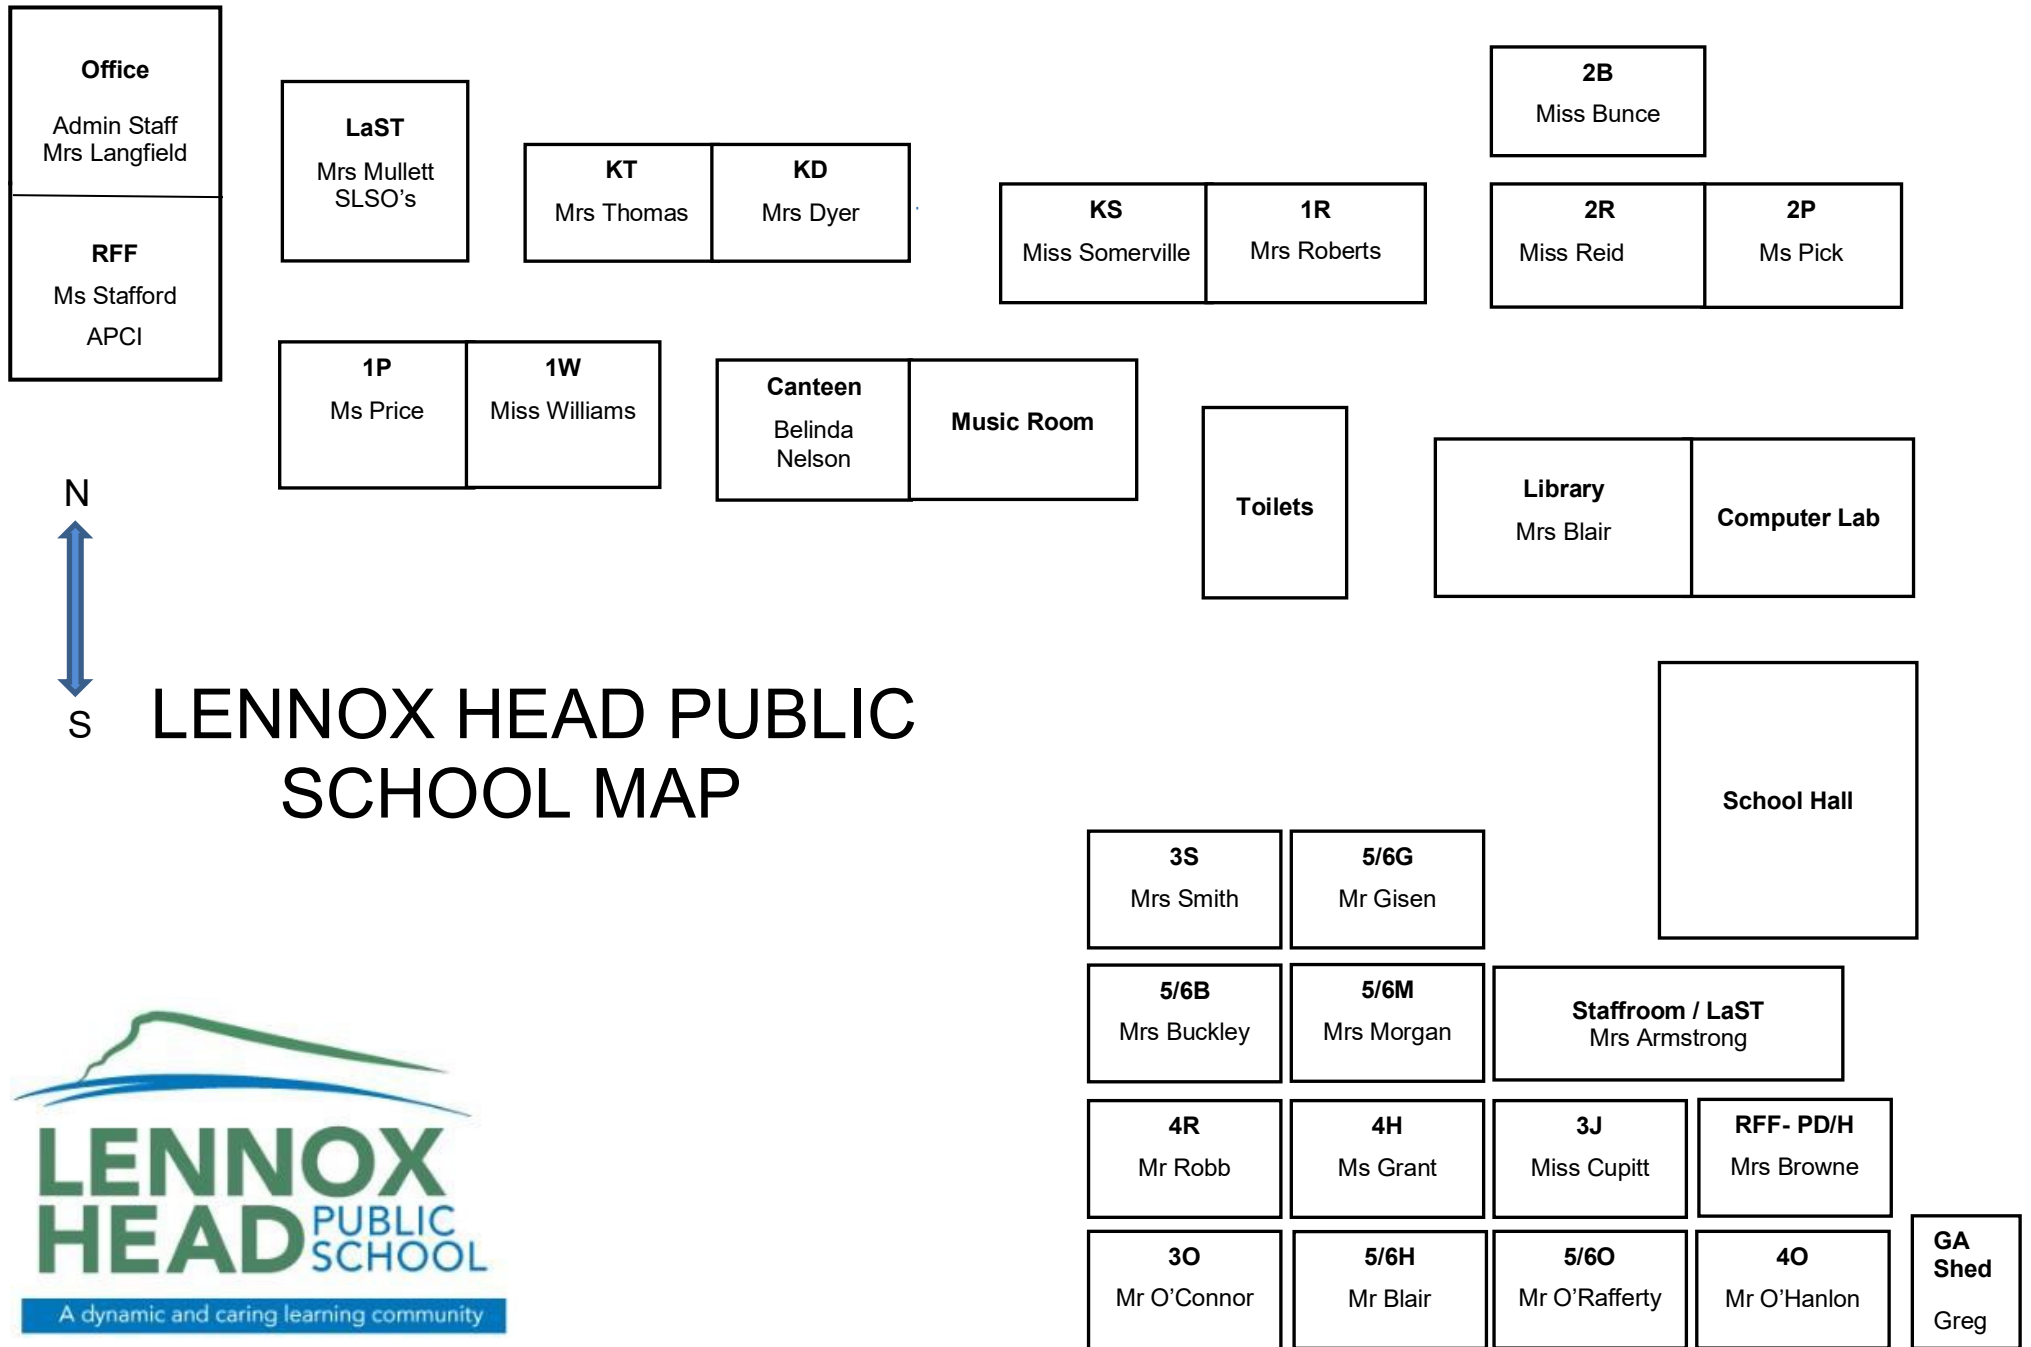 Office
Admin Staff
Mrs Langfield
RFF
Ms Stafford
APCI
LaST
Mrs Mullett
SLSO’s
KT
Mrs Thomas
KD
Mrs Dyer
KS
Miss Somerville
1R
Mrs Roberts
2B
Miss Bunce
2R
Miss Reid
2P
Ms Pick
1P
Ms Price
1W
Miss Williams
Canteen
Belinda
Nelson
Music Room
Toilets
Library
Mrs Blair
Computer Lab
N
S
LENNOX HEAD PUBLIC
SCHOOL MAP
School Hall
3S
Mrs Smith
5/6G
Mr Gisen
5/6B
Mrs Buckley
5/6M
Mrs Morgan
Staffroom / LaST
Mrs Armstrong
4R
Mr Robb
4H
Ms Grant
3J
Miss Cupitt
RFF- PD/H
Mrs Browne
3O
Mr O’Connor
5/6H
Mr Blair
5/6O
Mr O’Rafferty
4O
Mr O’Hanlon
GA
Shed
Greg
LENNOX
HEAD PUBLIC
SCHOOL
A dynamic and caring learning community